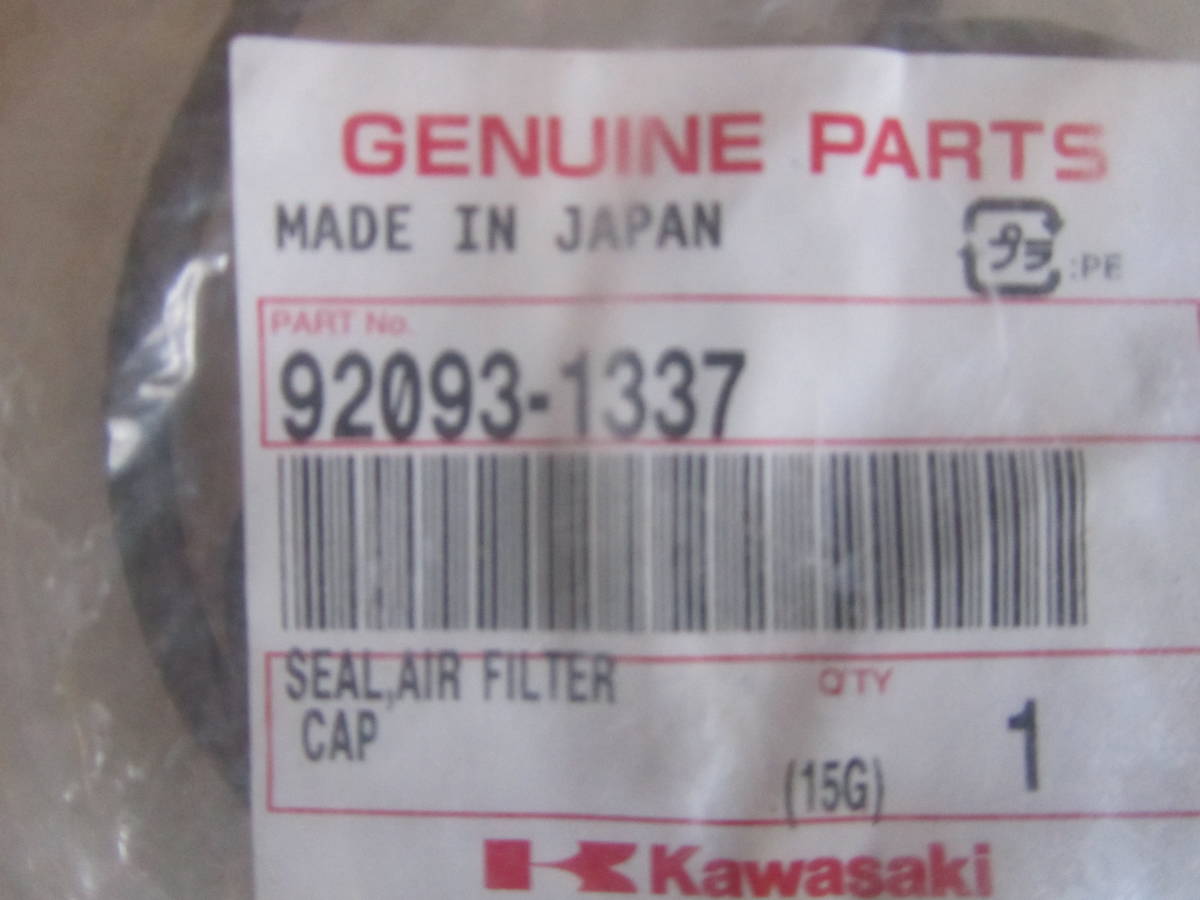 GENUINE PARTS
MADE IN JAPAN
プラ :PE
PART No.
92093-1337
SEAL,AIR FILTER
CAP
Q'TY
1
(15G)
Kawasaki